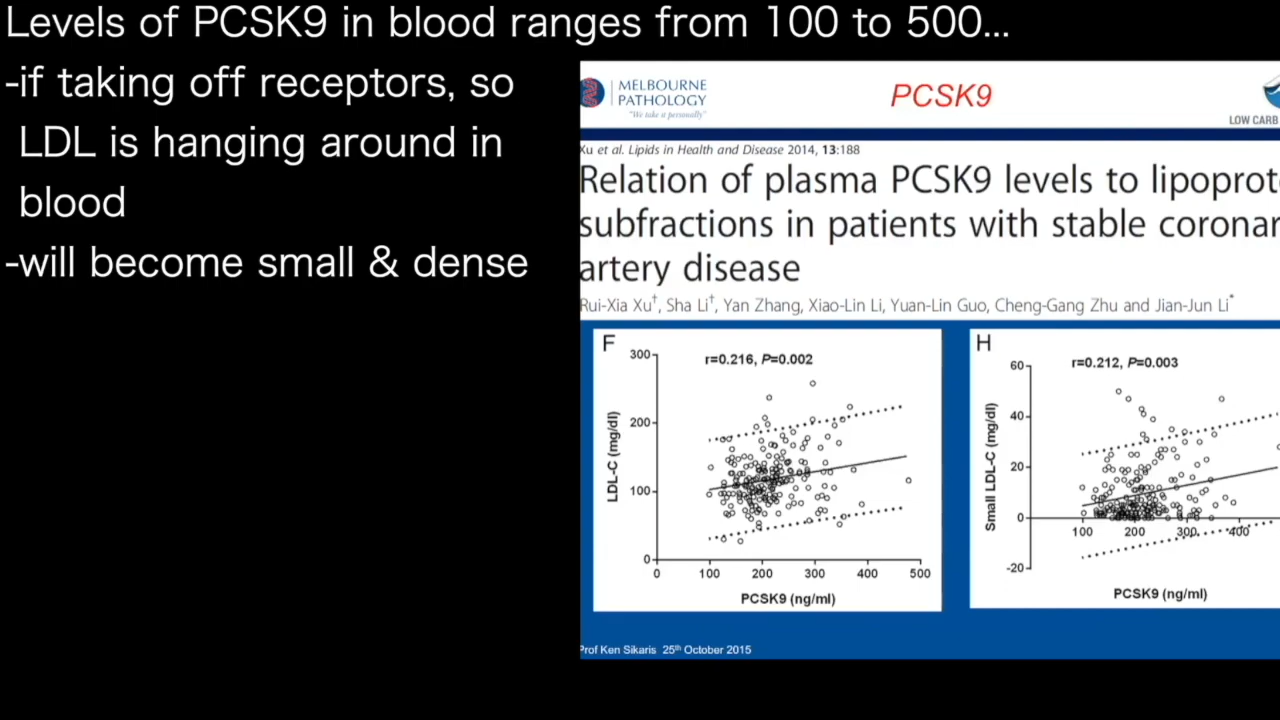 Levels of PCSK9 in blood ranges from 100 to 500...
-if taking off receptors, so
LDL is hanging around in
blood
-will become small & dense
MELBOURNE
PATHOLOGY
"We take it personally"
PCSK9
LOW CARB
Xu et al. Lipids in Health and Disease 2014, 13:188
Relation of plasma PCSK9 levels to lipoprote
subfractions in patients with stable coronar
artery disease
Rui-Xia Xu†, Sha Li†, Yan Zhang, Xiao-Lin Li, Yuan-Lin Guo, Cheng-Gang Zhu and Jian-Jun Li*
F
r=0.216, P=0.002
LDL-C (mg/dl)
300
200
100
0
0 100 200 300 400 500
PCSK9 (ng/ml)
H
r=0.212, P=0.003
Small LDL-C (mg/dl)
60
40
20
0
-20
100 200 300 400
PCSK9 (ng/ml)
Prof Ken Sikaris 25th October 2015